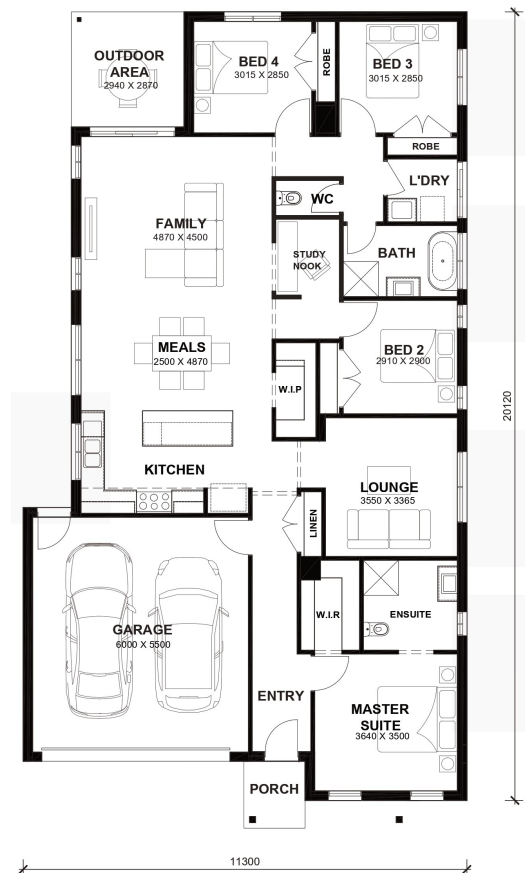 OUTDOOR
AREA
2940 X 2870
BED 4
3015 X 2850
ROBE
BED 3
3015 X 2850
ROBE
L'DRY
WC
FAMILY
4870 X 4500
STUDY
NOOK
BATH
MEALS
2500 X 4870
BED 2
2910 X 2900
W.I.P
20120
KITCHEN
LOUNGE
3550 X 3365
LINEN
W.I.R
ENSUITE
GARAGE
6000 X 5500
ENTRY
MASTER
SUITE
3640 X 3500
PORCH
11300